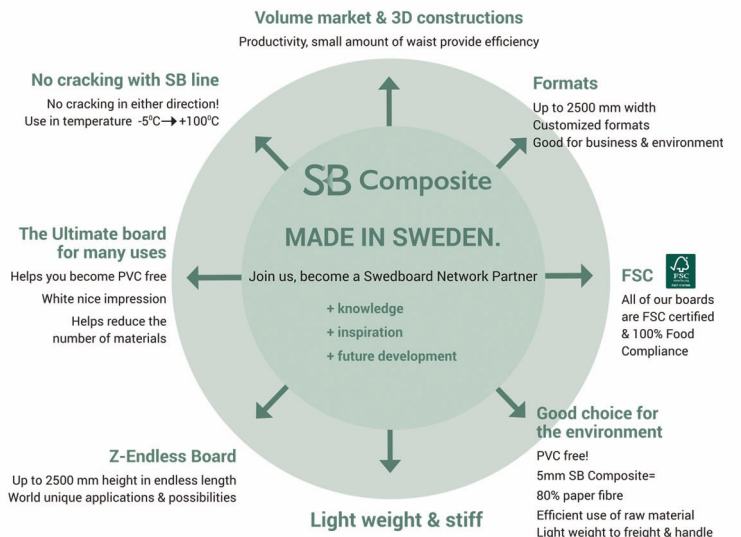 Volume market & 3D constructions
Productivity, small amount of waist provide efficiency
No cracking with SB line
No cracking in either direction!
Use in temperature -5°C→+100°C
Formats
Up to 2500 mm width
Customized formats
Good for business & environment
SB Composite
MADE IN SWEDEN.
Join us, become a Swedboard Network Partner
+ knowledge
+ inspiration
+ future development
The Ultimate board
for many uses
Helps you become PVC free
White nice impression
Helps reduce the
number of materials
FSC
FSC
All of our boards
are FSC certified
& 100% Food
Compliance
Z-Endless Board
Up to 2500 mm height in endless length
World unique applications & possibilities
Good choice for
the environment
PVC free!
5mm SB Composite=
80% paper fibre
Efficient use of raw material
Light weight to freight & handle
Light weight & stiff